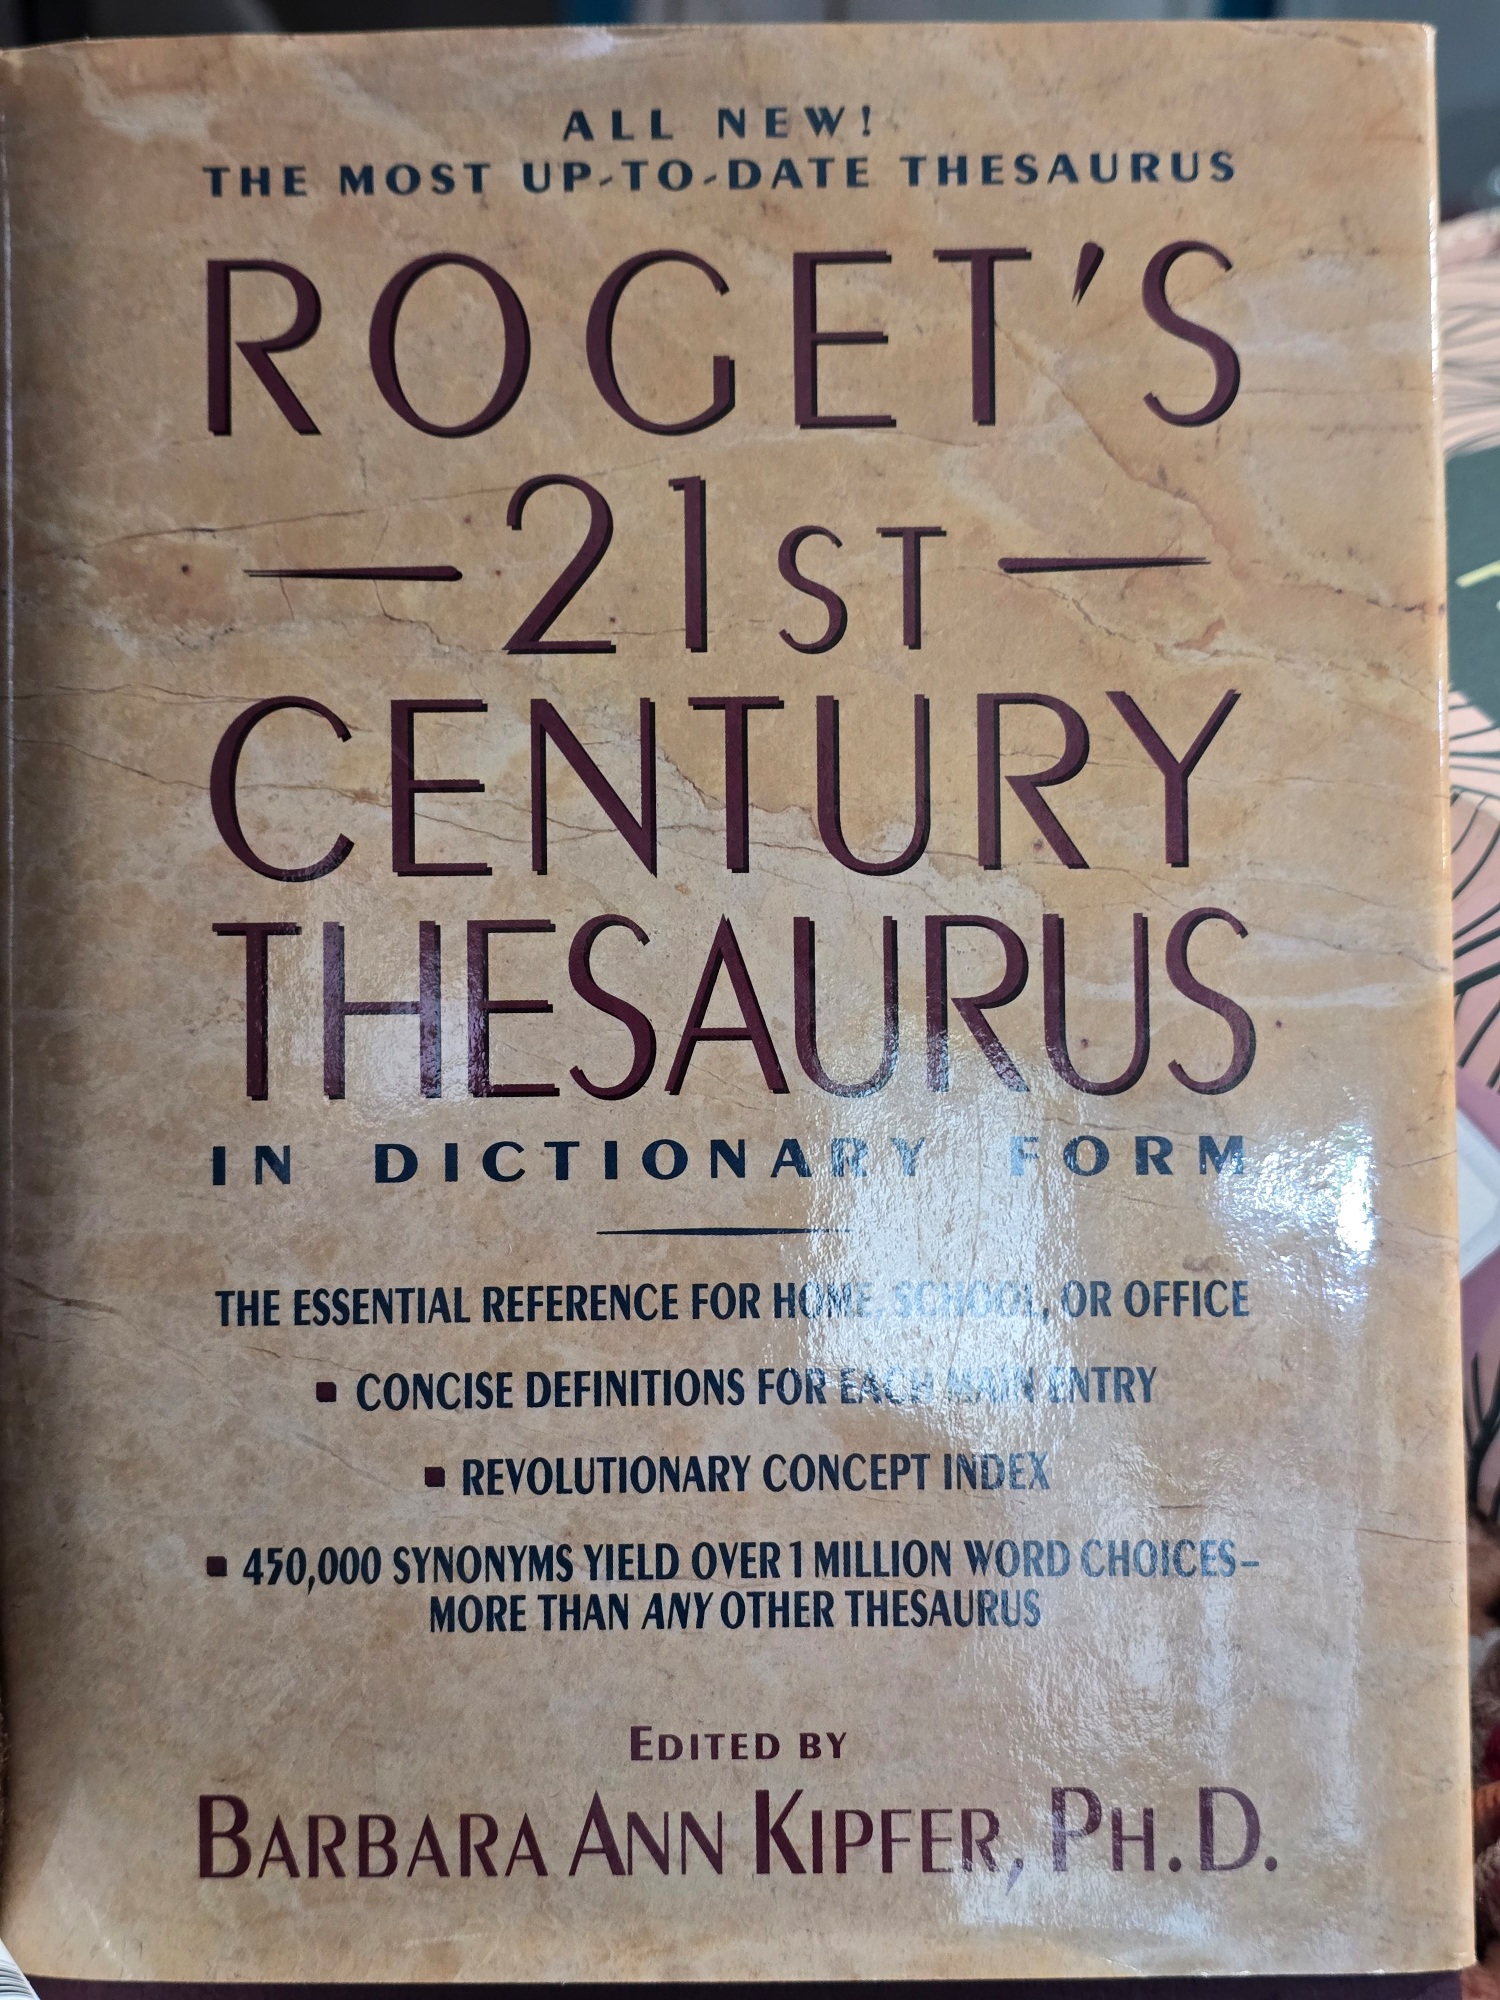 ALL NEW!
THE MOST UP-TO-DATE THESAURUS
ROGET'S
21ST
CENTURY
THESAURUS
IN DICTIONARY FORM
THE ESSENTIAL REFERENCE FOR HOME, SCHOOL, OR OFFICE
▪ CONCISE DEFINITIONS FOR EACH MAIN ENTRY
▪ REVOLUTIONARY CONCEPT INDEX
▪ 450,000 SYNONYMS YIELD OVER 1 MILLION WORD CHOICES–
MORE THAN ANY OTHER THESAURUS
EDITED BY
BARBARA ANN KIPFER, PH.D.